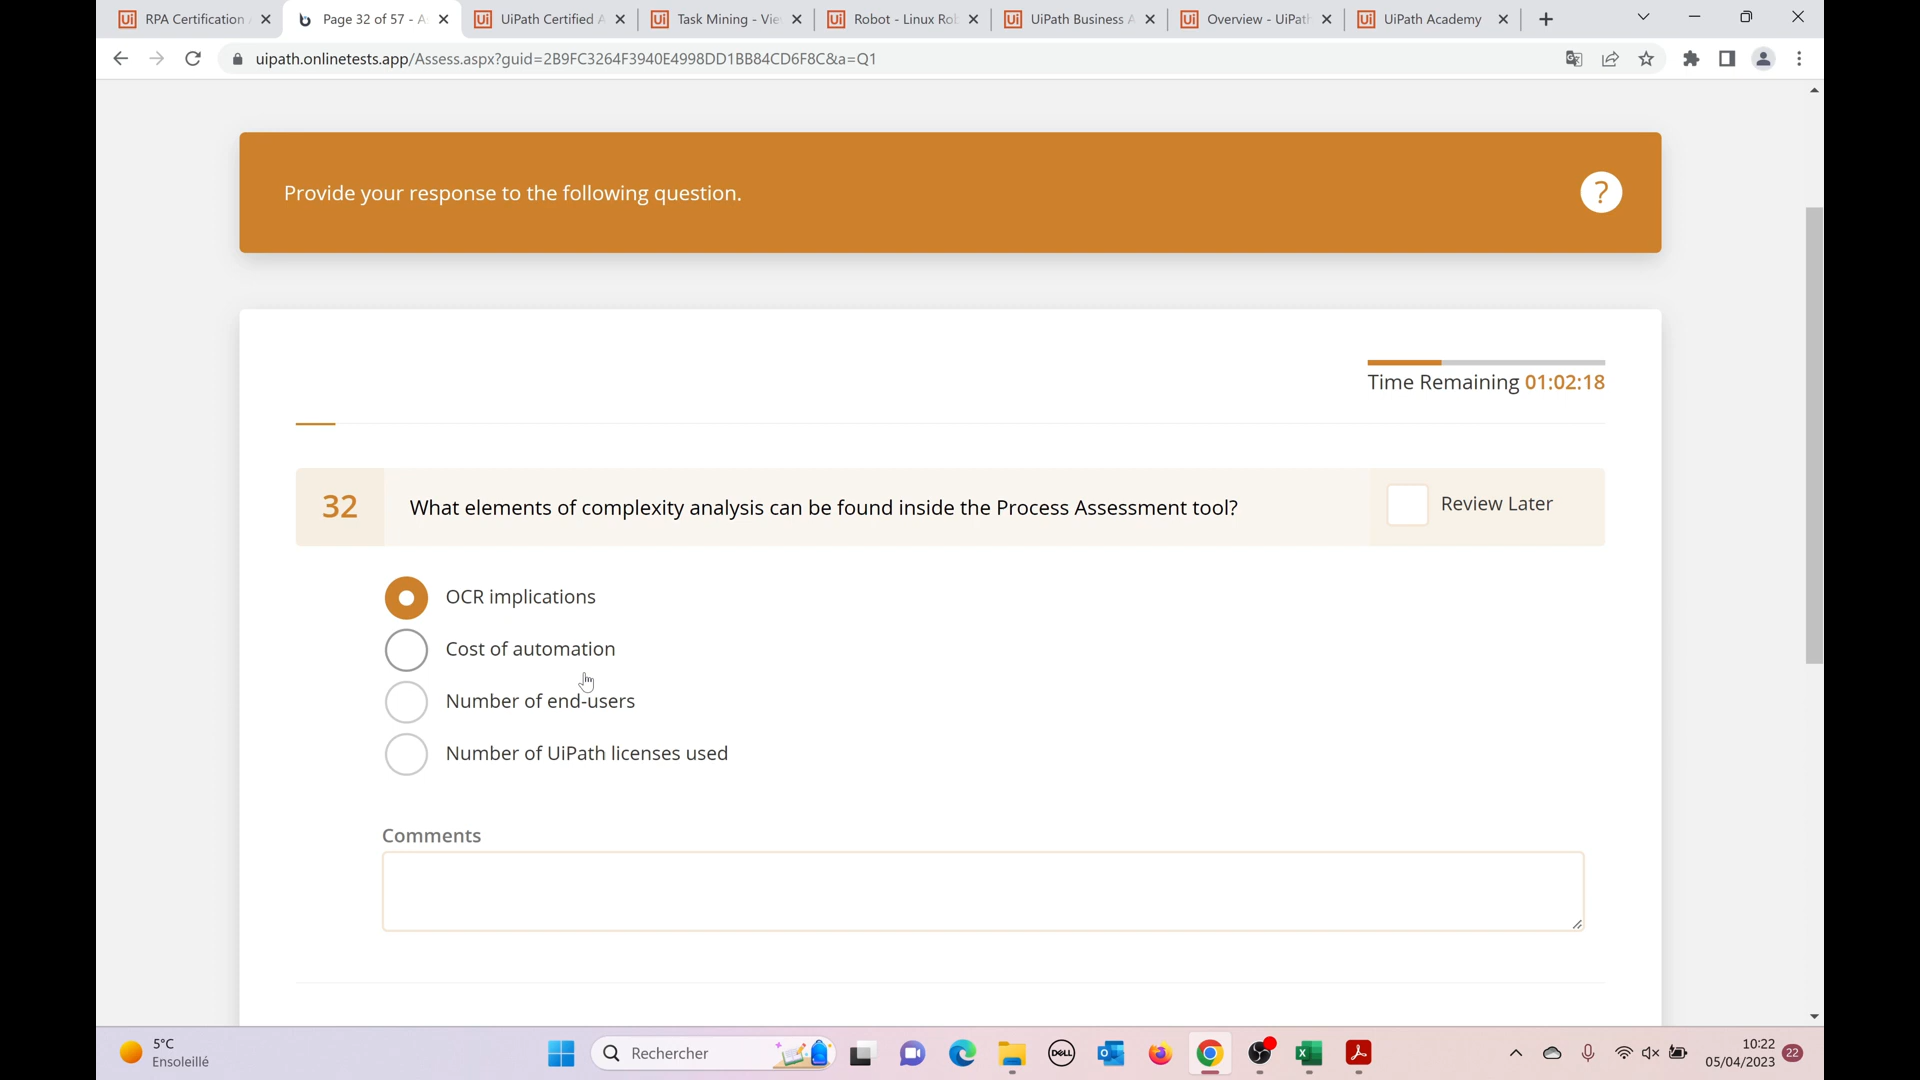 RPA Certification
Page 32 of 57 - A
UiPath Certified A
Task Mining - Vie
Robot - Linux Rob
UiPath Business A
Overview - UiPath
UiPath Academy
uipath.onlinetests.app/Assess.aspx?guid=2B9FC3264F3940E4998DD1BB84CD6F8C&a=Q1
Provide your response to the following question.
?
Time Remaining 01:02:18
32
What elements of complexity analysis can be found inside the Process Assessment tool?
Review Later
OCR implications
Cost of automation
Number of end-users
Number of UiPath licenses used
Comments
5°C
Ensoleillé
Rechercher
DELL
10:22
05/04/2023
22